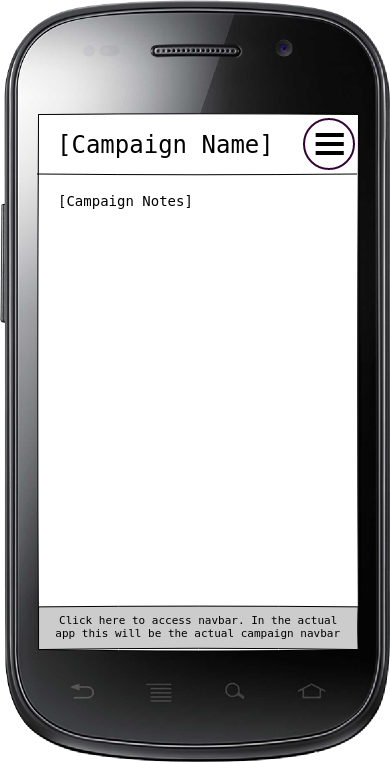 [Campaign Name]
[Campaign Notes]
Click here to access navbar. In the actual
app this will be the actual campaign navbar